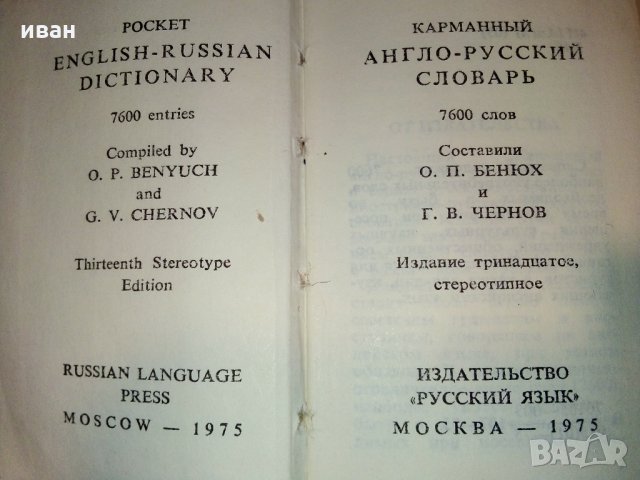 иван
POCKET
ENGLISH-RUSSIAN
DICTIONARY
7600 entries
Compiled by
O. P. BENYUCH
and
G. V. CHERNOV
Thirteenth Stereotype
Edition
RUSSIAN LANGUAGE
PRESS
MOSCOW — 1975
КАРМАННЫЙ
АНГЛО-РУССКИЙ
СЛОВАРЬ
7600 слов
Составили
О. П. БЕНЮХ
и
Г. В. ЧЕРНОВ
Издание тринадцатое,
стереотипное
ИЗДАТЕЛЬСТВО
«РУССКИЙ ЯЗЫК»
МОСКВА — 1975
BAZAR